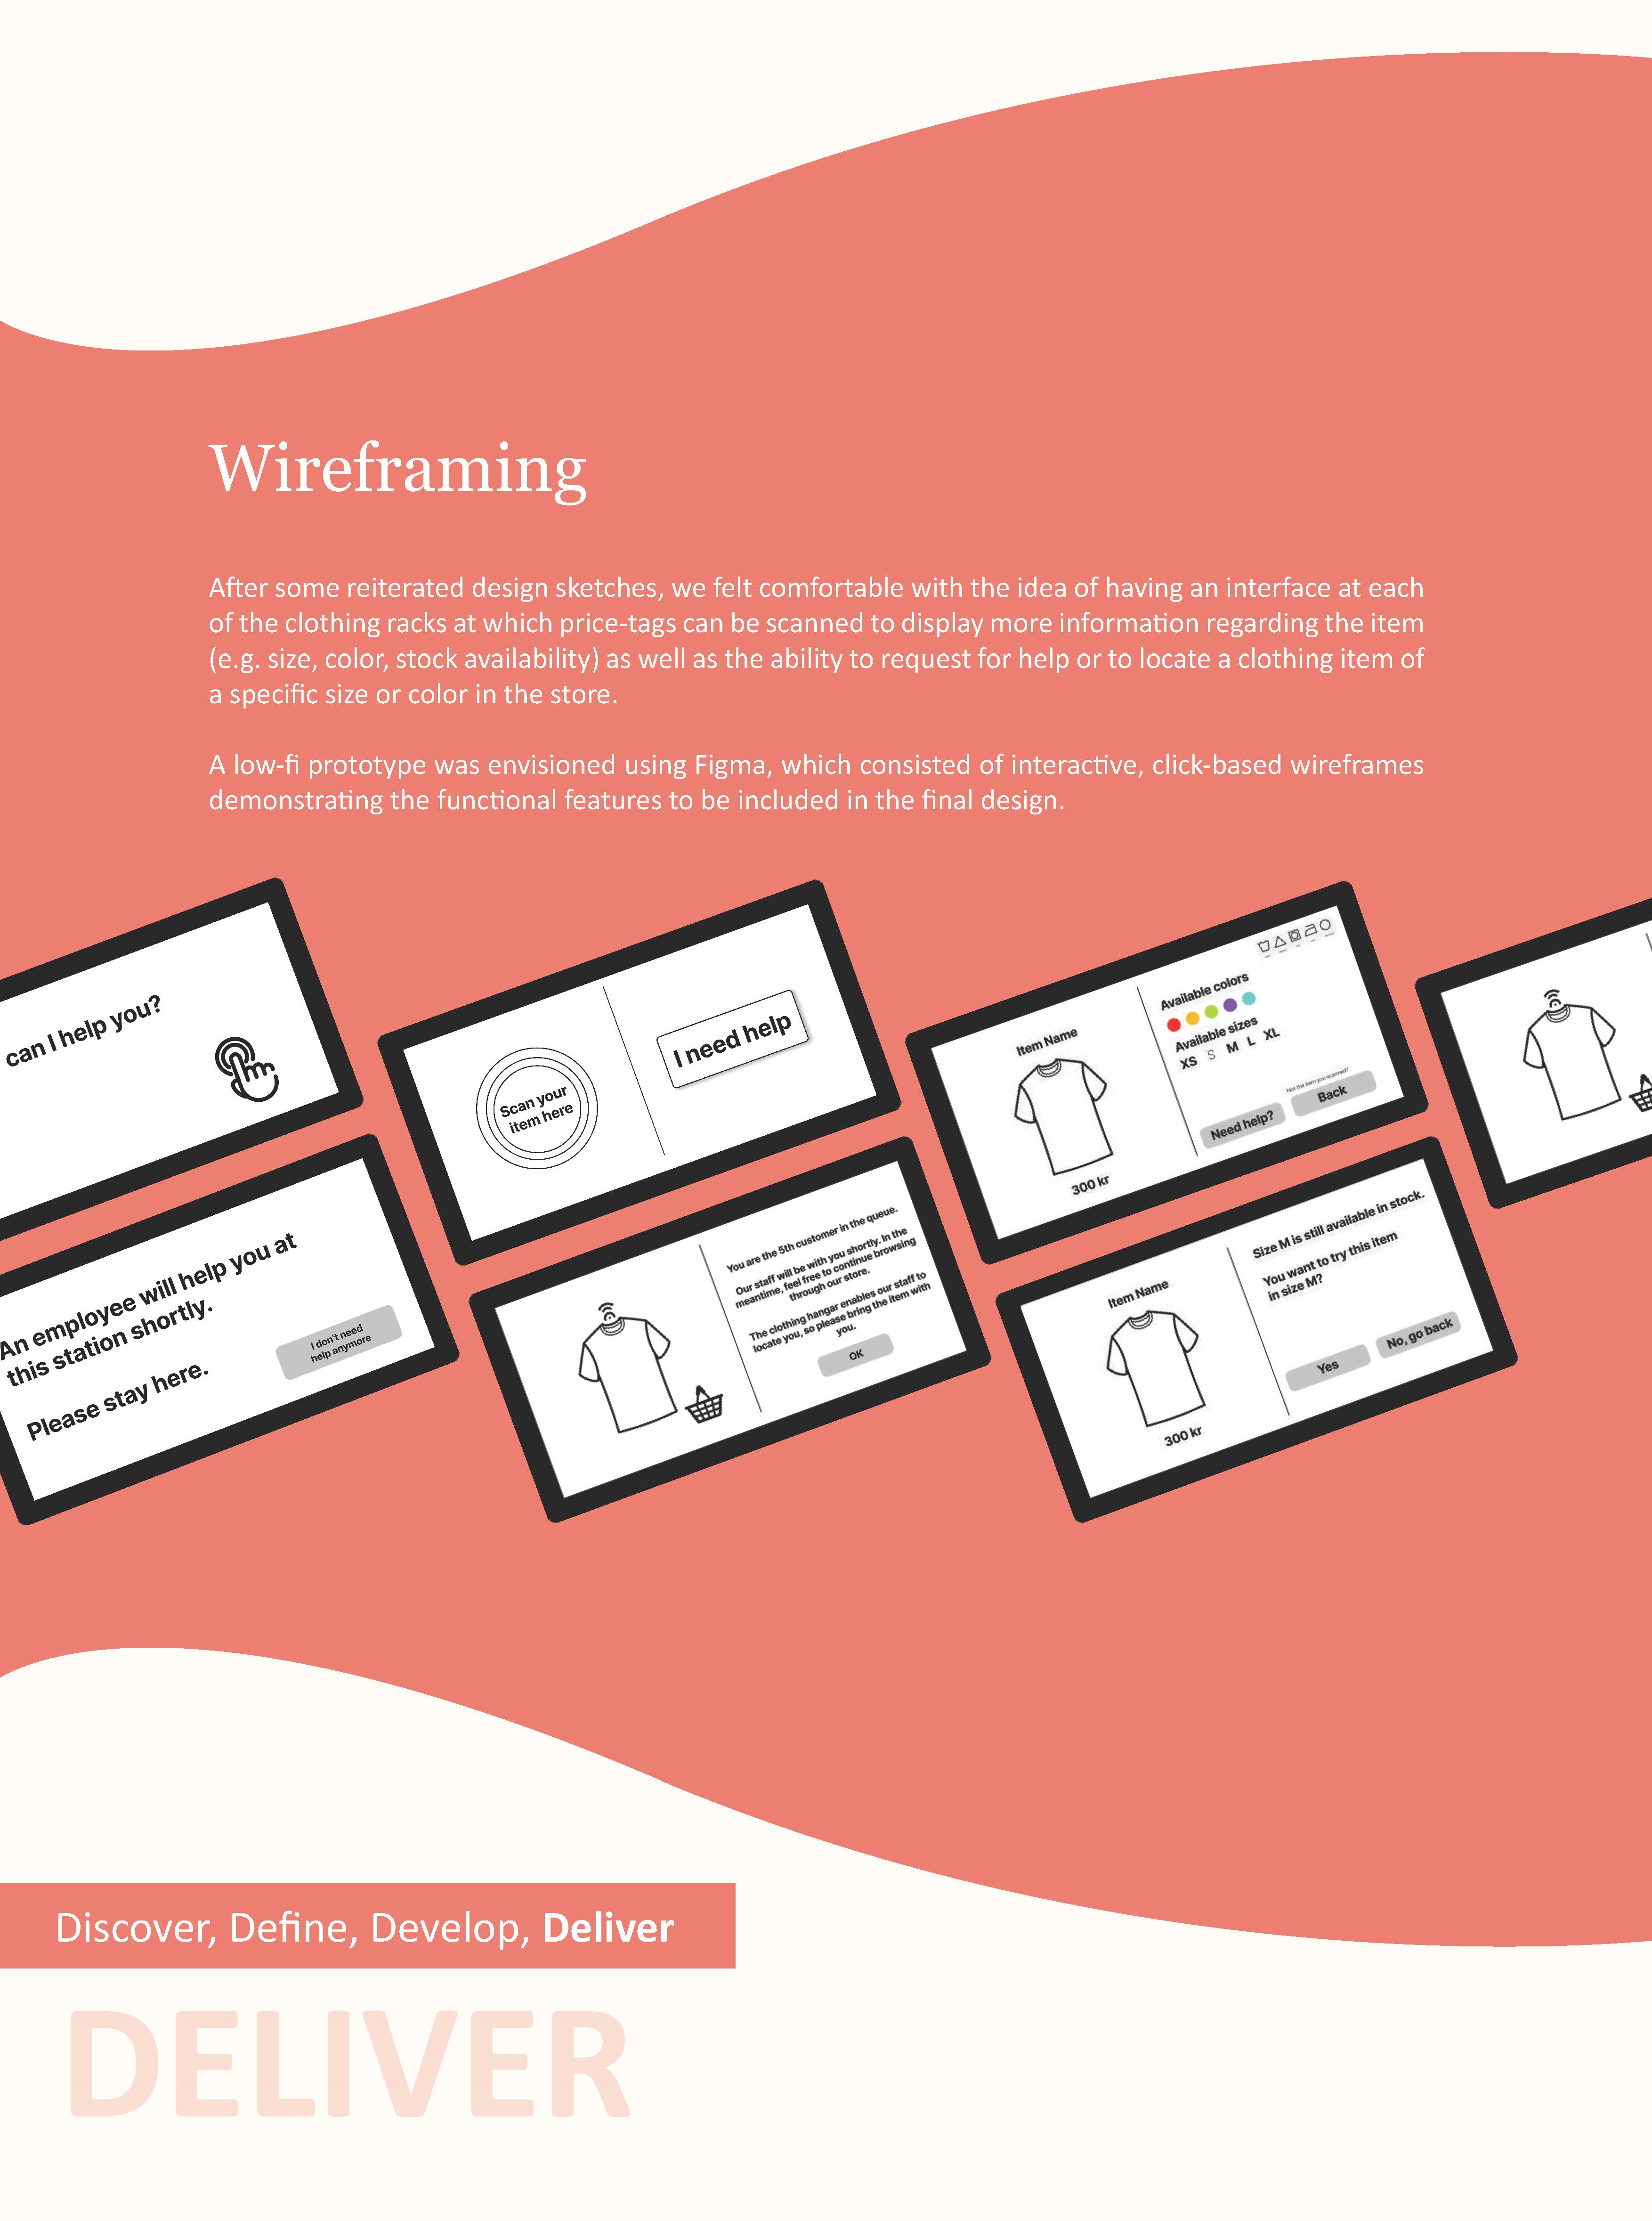 Wireframing
After some reiterated design sketches, we felt comfortable with the idea of having an interface at each
of the clothing racks at which price-tags can be scanned to display more information regarding the item
(e.g. size, color, stock availability) as well as the ability to request for help or to locate a clothing item of
a specific size or color in the store.
A low-fi prototype was envisioned using Figma, which consisted of interactive, click-based wireframes
demonstrating the functional features to be included in the final design.
can I help you?
Scan your
item here
I need help
Item Name
300 kr
Available colors
Available sizes
XS S M L XL
Not the item you scanned?
Need help?
Back
An employee will help you at
this station shortly.
Please stay here.
I don't need
help anymore
You are the 5th customer in the queue.
Our staff will be with you shortly. In the
meantime, feel free to continue browsing
through our store.
The clothing hangar enables our staff to
locate you, so please bring the item with
you.
OK
Item Name
300 kr
Size M is still available in stock.
You want to try this item
in size M?
Yes
No, go back
Discover, Define, Develop, Deliver
DELIVER